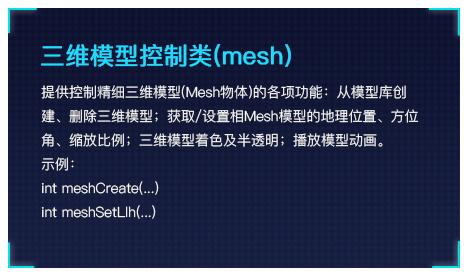 三维模型控制类(mesh)
提供控制精细三维模型(Mesh物体)的各项功能：从模型库创
建、删除三维模型；获取/设置相Mesh模型的地理位置、方位
角、缩放比例；三维模型着色及半透明；播放模型动画。
示例：
int meshCreate(...)
int meshSetLlh(...)